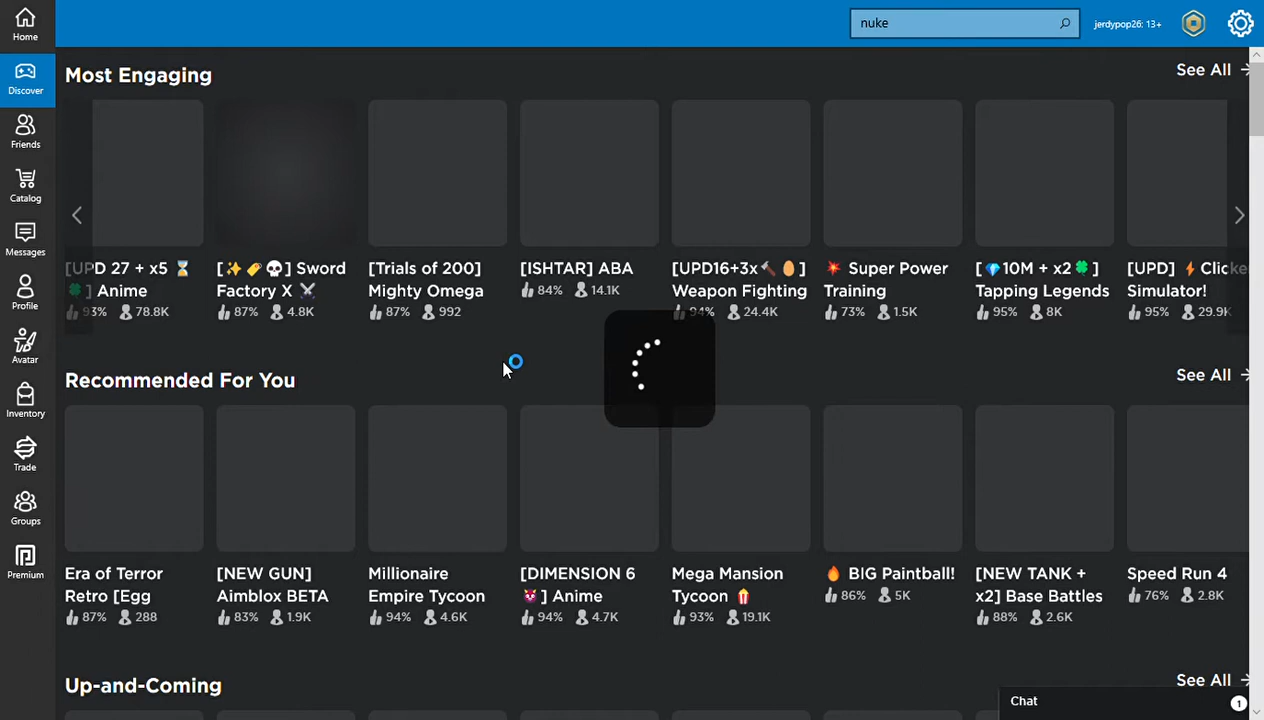 Home
nuke
jerdypop26: 13+
Discover
Friends
Catalog
Messages
Profile
Avatar
Inventory
Trade
Groups
Premium
Most Engaging
See All
[UPD 27 + x5 ⏳
🍀] Anime
93% 78.8K
[✨🏷️💀] Sword
Factory X ⚔️
87% 4.8K
[Trials of 200]
Mighty Omega
87% 992
[ISHTAR] ABA
84% 14.1K
[UPD16+3x🔨🥚]
Weapon Fighting
94% 24.4K
💥 Super Power
Training
73% 1.5K
[💎10M + x2🍀]
Tapping Legends
95% 8K
[UPD] ⚡Clicke
Simulator!
95% 29.9K
Recommended For You
See All
Era of Terror
Retro [Egg
87% 288
[NEW GUN]
Aimblox BETA
83% 1.9K
Millionaire
Empire Tycoon
94% 4.6K
[DIMENSION 6
👿] Anime
94% 4.7K
Mega Mansion
Tycoon 🍿
93% 19.1K
🔥 BIG Paintball!
86% 5K
[NEW TANK +
x2] Base Battles
88% 2.6K
Speed Run 4
76% 2.8K
Up-and-Coming
See All
Chat
1